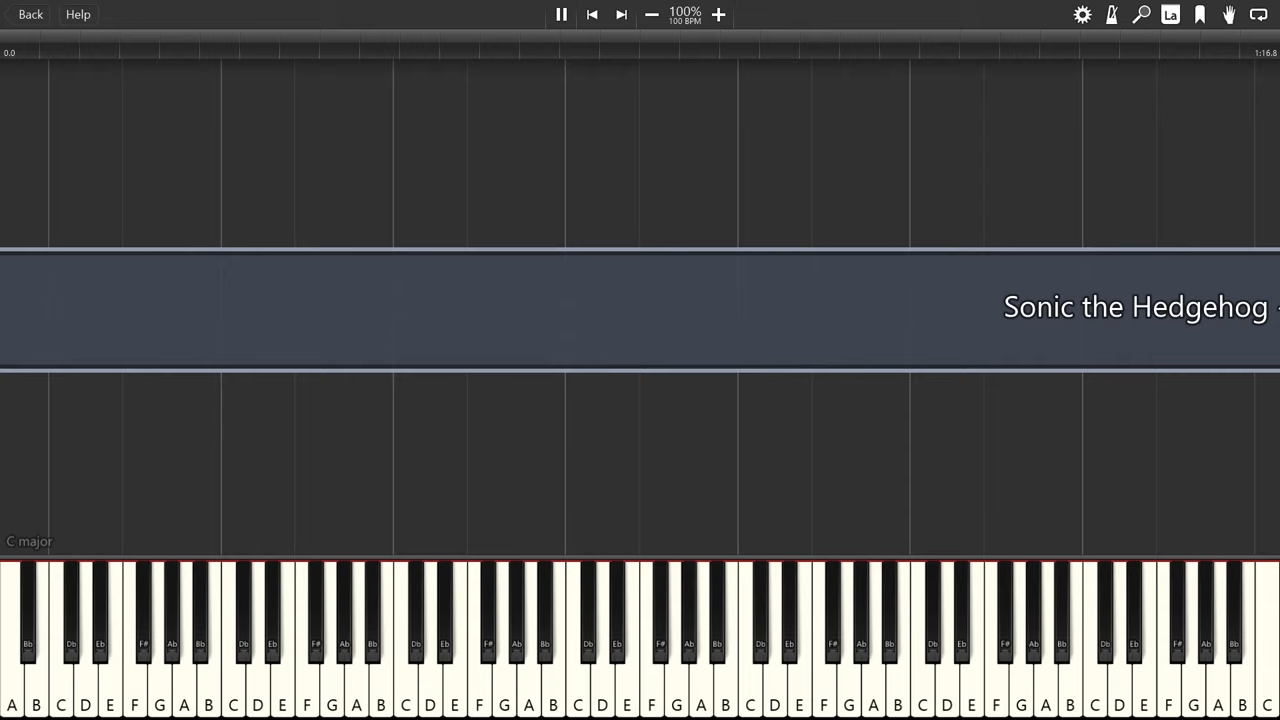 Back Help 100% 100 BPM La
0.0 1:16.8
Sonic the Hedgehog -
C major
Bb Db Eb F# Ab Bb Db Eb F# Ab Bb Db Eb F# Ab Bb Db Eb F# Ab Bb Db Eb F# Ab Bb Db Eb F# Ab Bb Db Eb F# Ab Bb
A B C D E F G A B C D E F G A B C D E F G A B C D E F G A B C D E F G A B C D E F G A B C D E F G A B C